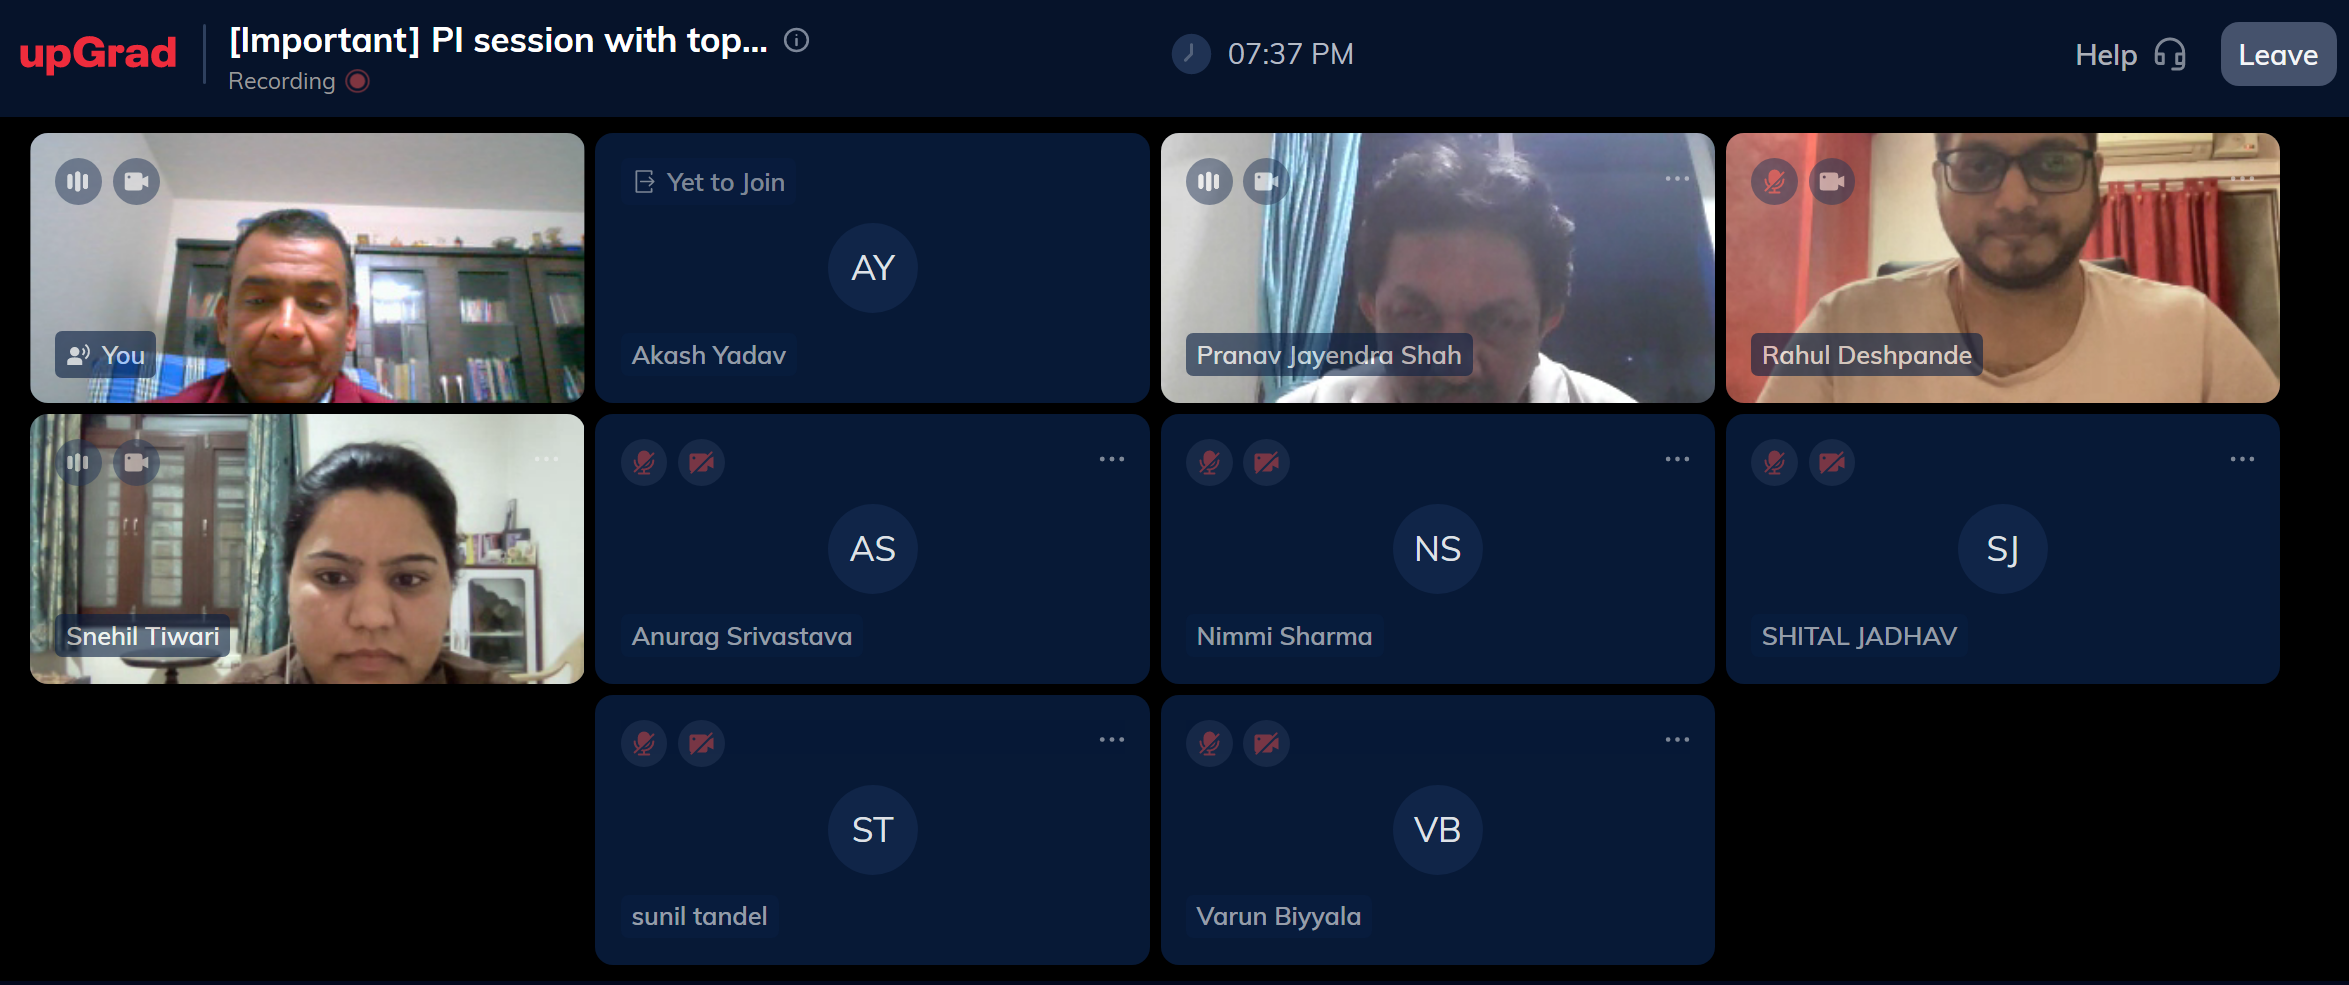 upGrad
[Important] PI session with top...
Recording
07:37 PM
Help
Leave
You
Yet to Join
AY
Akash Yadav
Pranav Jayendra Shah
Rahul Deshpande
Snehil Tiwari
AS
Anurag Srivastava
NS
Nimmi Sharma
SJ
SHITAL JADHAV
ST
sunil tandel
VB
Varun Biyyala